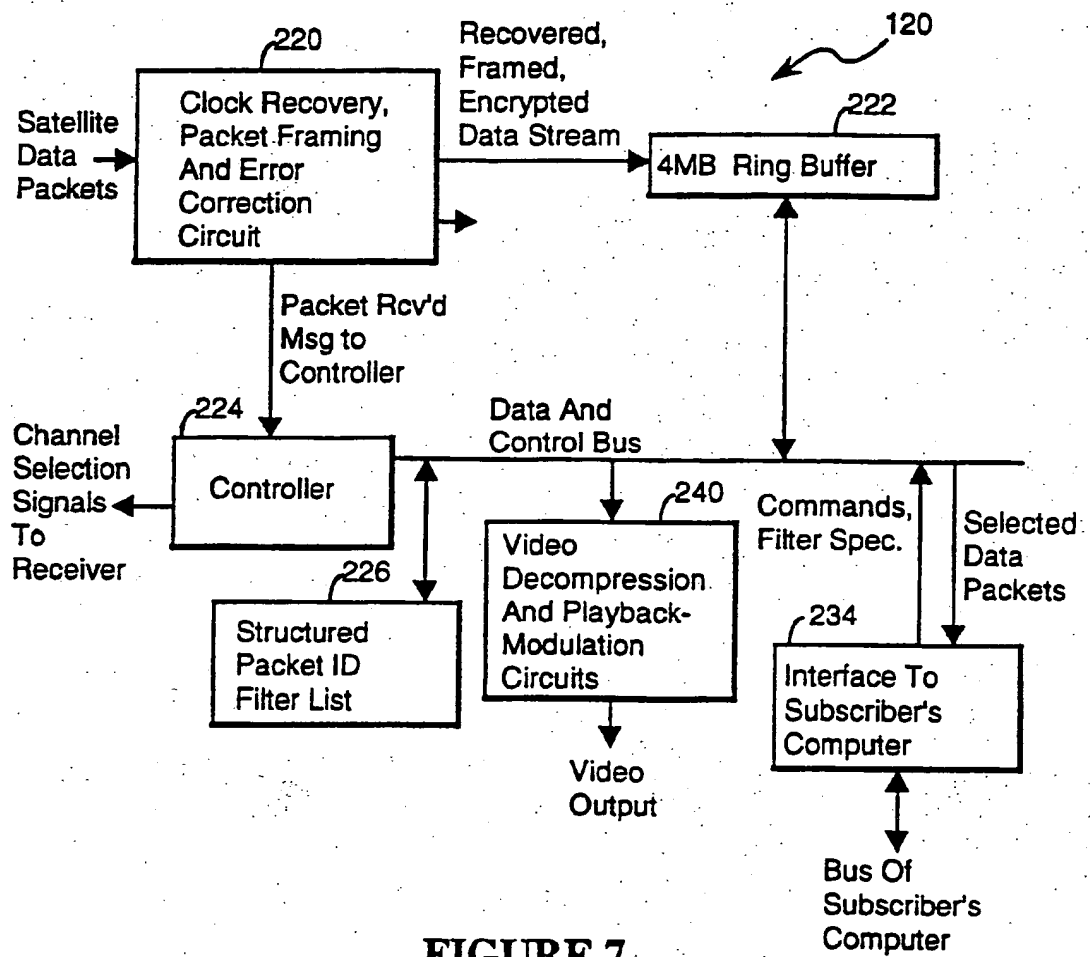 220
Recovered,
Framed,
Encrypted
Data Stream
120
Satellite
Data
Packets
Clock Recovery,
Packet Framing
And Error
Correction
Circuit
222
4MB Ring Buffer
Packet Rcv'd
Msg to
Controller
224
Channel
Selection
Signals
To
Receiver
Controller
Data And
Control Bus
226
Structured
Packet ID
Filter List
240
Video
Decompression
And Playback-
Modulation
Circuits
Video
Output
Commands,
Filter Spec.
Selected
Data
Packets
234
Interface To
Subscriber's
Computer
Bus Of
Subscriber's
Computer
FIGURE 7